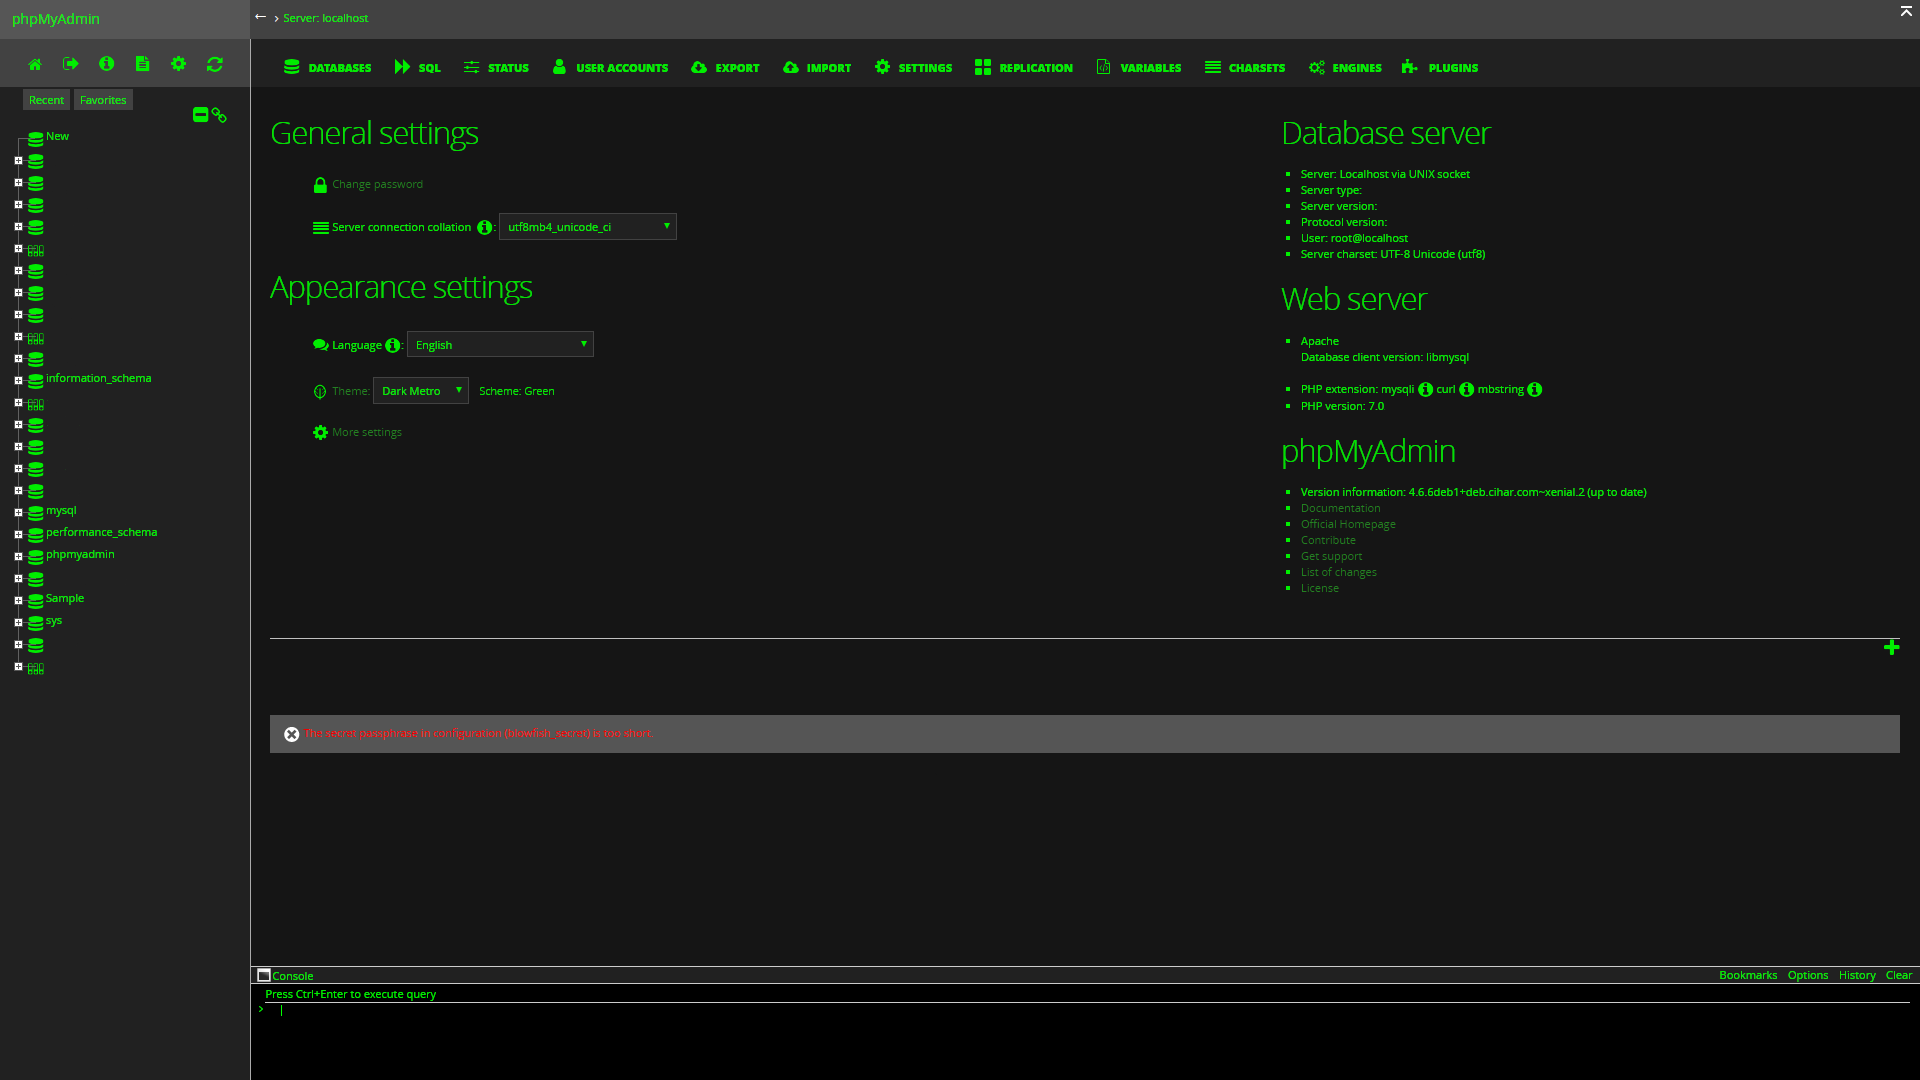 phpMyAdmin
← › Server: localhost
DATABASES SQL STATUS USER ACCOUNTS EXPORT IMPORT SETTINGS REPLICATION VARIABLES CHARSETS ENGINES PLUGINS
Recent Favorites
New
information_schema
mysql
performance_schema
phpmyadmin
Sample
sys
General settings
Change password
Server connection collation : utf8mb4_unicode_ci
Appearance settings
Language : English
Theme: Dark Metro Scheme: Green
More settings
Database server
Server: Localhost via UNIX socket
Server type:
Server version:
Protocol version:
User: root@localhost
Server charset: UTF-8 Unicode (utf8)
Web server
Apache
Database client version: libmysql
PHP extension: mysqli curl mbstring
PHP version: 7.0
phpMyAdmin
Version information: 4.6.6deb1+deb.cihar.com~xenial.2 (up to date)
Documentation
Official Homepage
Contribute
Get support
List of changes
License
The secret passphrase in configuration (blowfish_secret) is too short.
Console Bookmarks Options History Clear
Press Ctrl+Enter to execute query
>